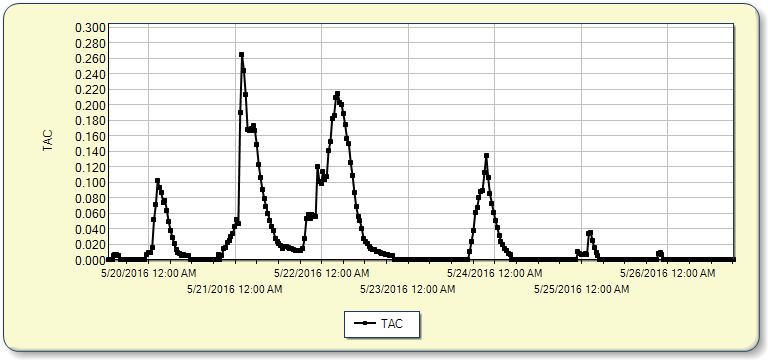 0.300
0.280
0.260
0.240
0.220
0.200
0.180
0.160
0.140
0.120
0.100
0.080
0.060
0.040
0.020
0.000
TAC
5/20/2016 12:00 AM
5/22/2016 12:00 AM
5/24/2016 12:00 AM
5/26/2016 12:00 AM
5/21/2016 12:00 AM
5/23/2016 12:00 AM
5/25/2016 12:00 AM
TAC